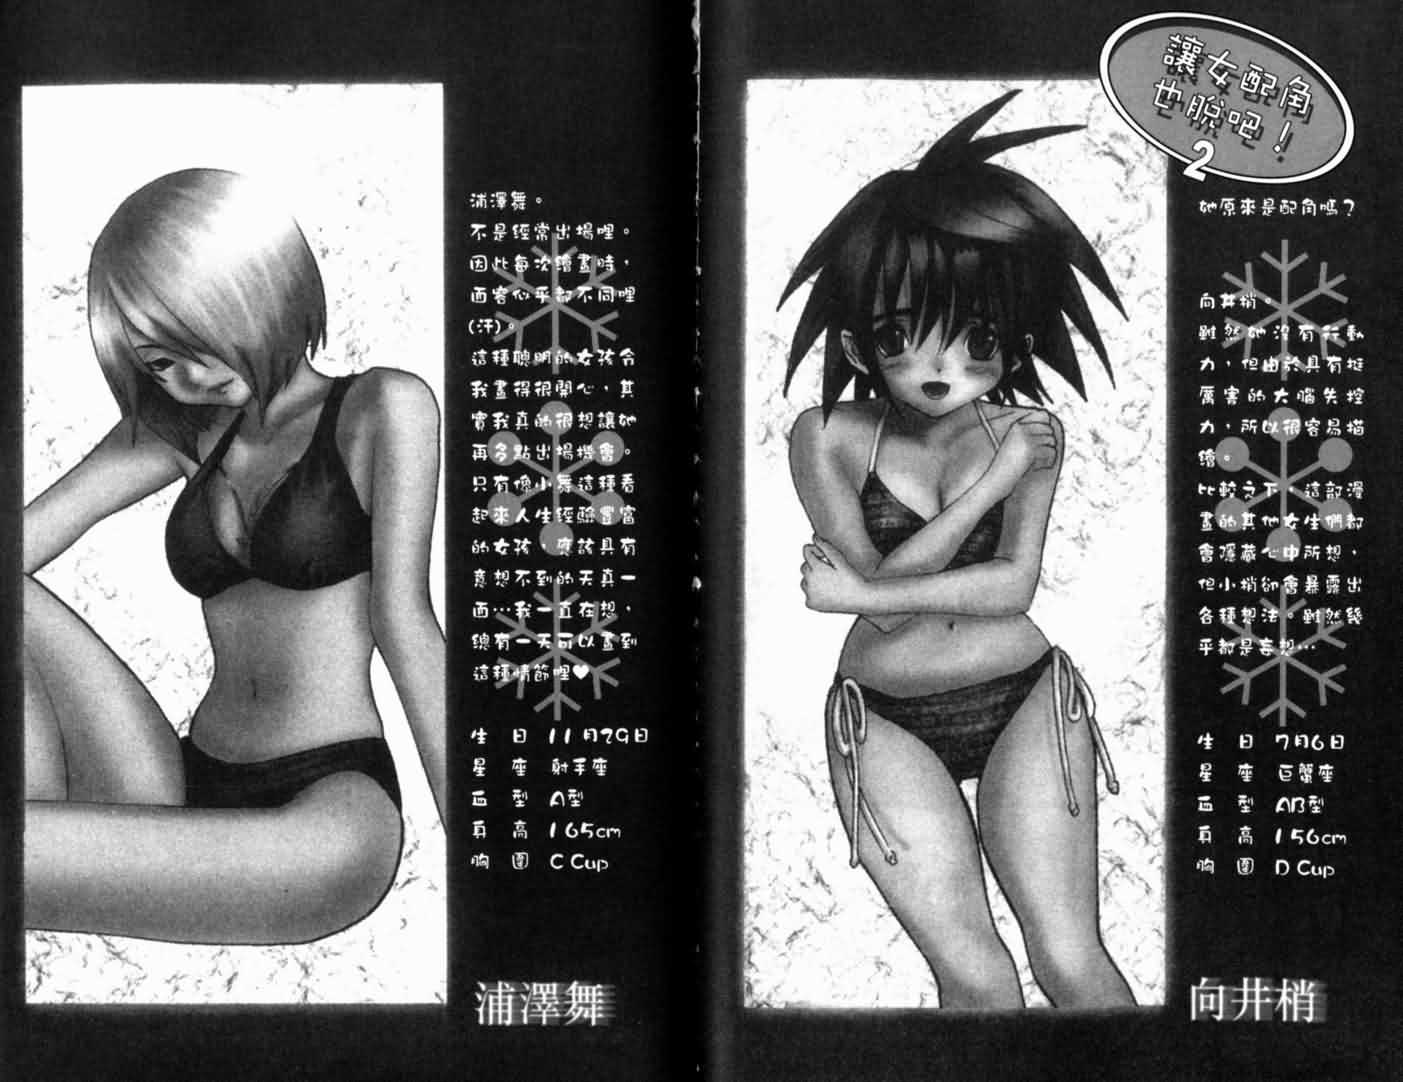 讓女配角
也脫吧！
2
她原來是配角嗎？
向井梢。
雖然她沒有行動
力，但由於具有挺
厲害的大腦失控
力，所以很容易描
繪。
比較之下，這部漫
畫的其他女生們都
會隱藏心中所想，
但小梢卻會暴露出
各種想法。雖然幾
乎都是妄想…
生日 7月6日
星座 巨蟹座
血型 AB型
身高 156cm
胸圍 D Cup
向井梢
浦澤舞。
不是經常出場哩。
因此每次繪畫時，
面容似乎都不同哩
(汗)。
這種聰明的女孩令
我畫得很開心，其
實我真的很想讓她
再多點出場機會。
只有像小舞這種看
起來人生經驗豐富
的女孩，應該具有
意想不到的天真一
面…我一直在想，
總有一天可以畫到
這種情節哩♥
生日 11月29日
星座 射手座
血型 A型
身高 165cm
胸圍 C Cup
浦澤舞